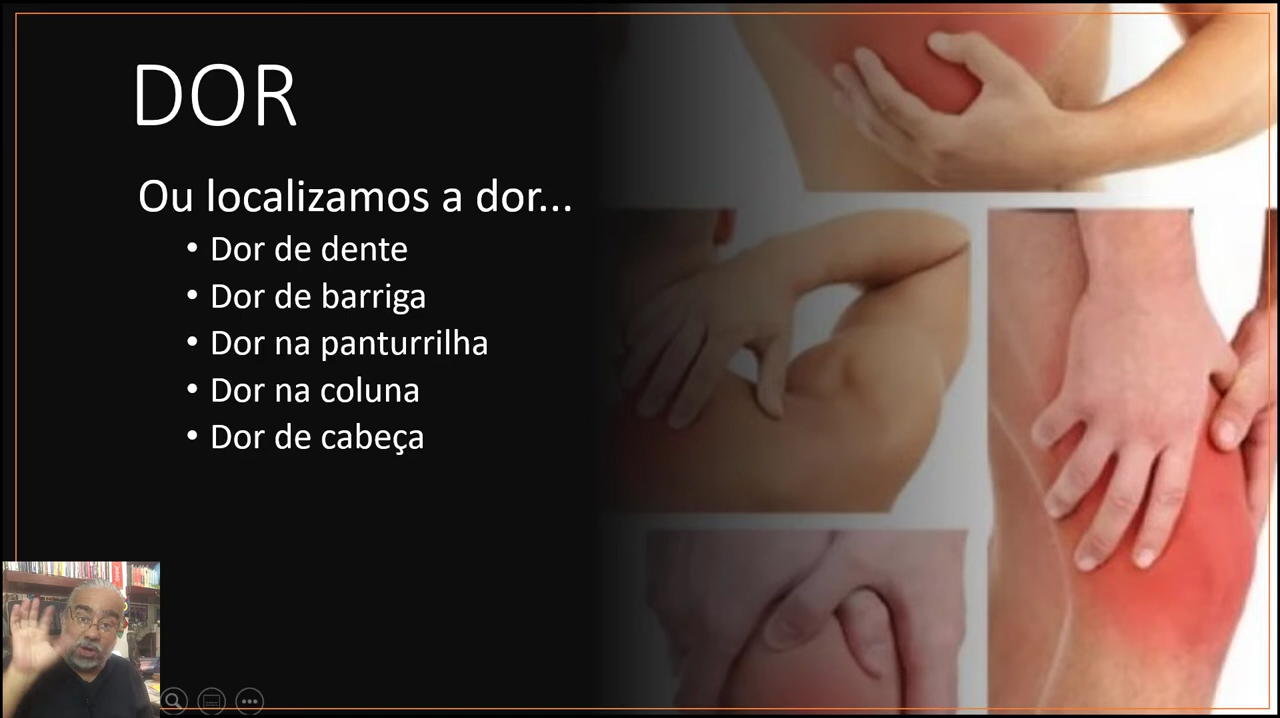 DOR
Ou localizamos a dor...
• Dor de dente
• Dor de barriga
• Dor na panturrilha
• Dor na coluna
• Dor de cabeça